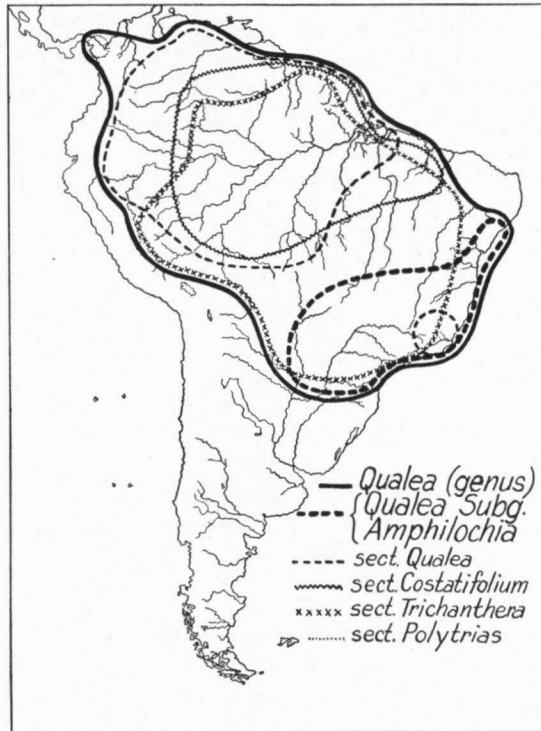 Qualea (genus)
{Qualea Subg.
{Amphilochia
sect. Qualea
sect. Costatifolium
sect. Trichanthera
sect. Polytrias